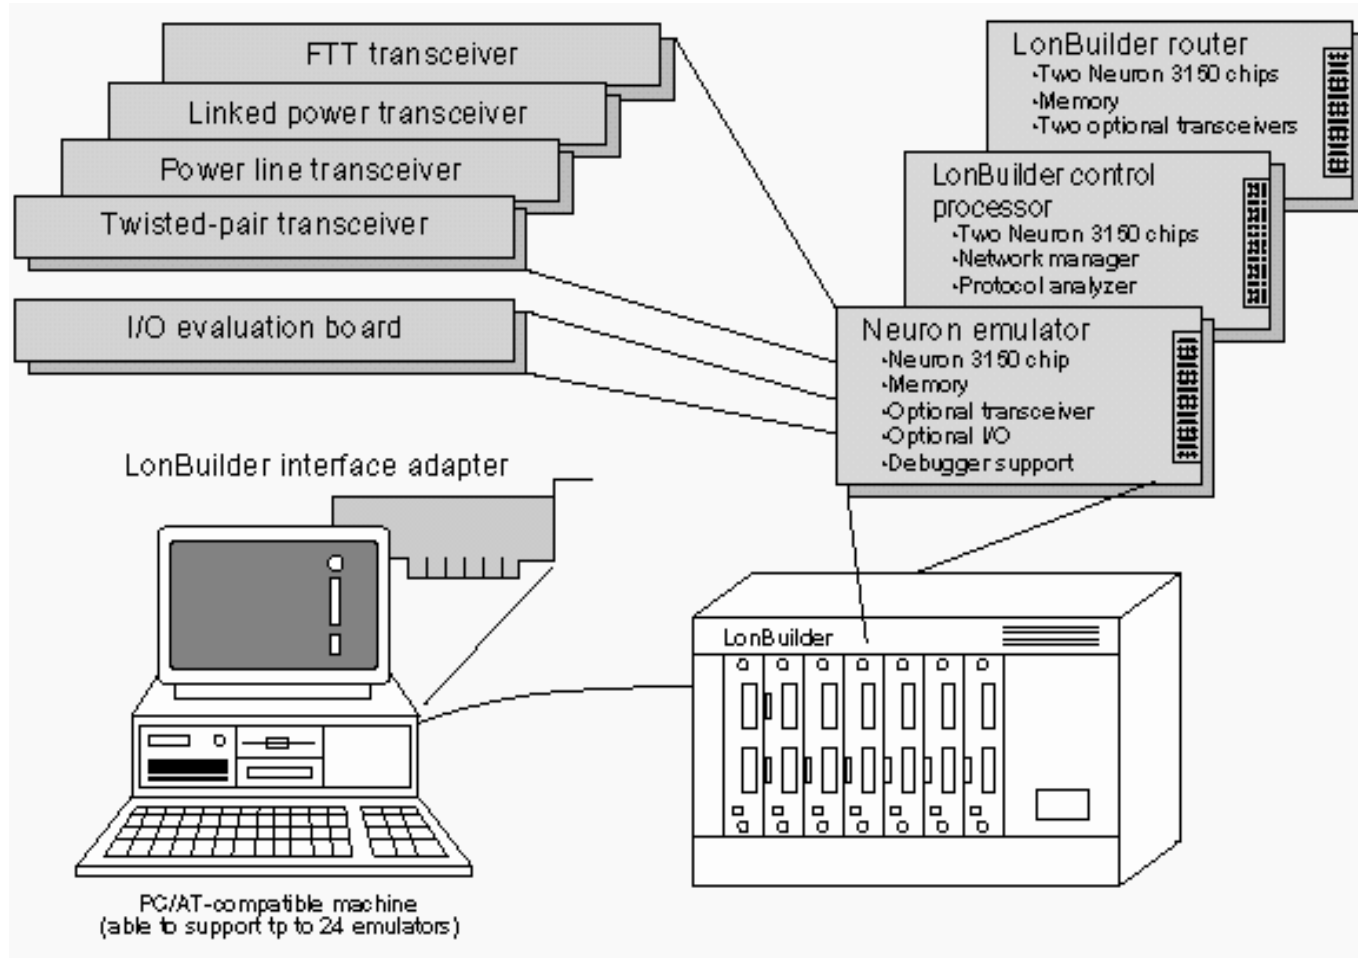 FTT transceiver
Linked power transceiver
Power line transceiver
Twisted-pair transceiver
I/O evaluation board
LonBuilder router
·Two Neuron 3150 chips
·Memory
·Two optional transceivers
LonBuilder control
processor
·Two Neuron 3150 chips
·Network manager
·Protocol analyzer
Neuron emulator
·Neuron 3150 chip
·Memory
·Optional transceiver
·Optional I/O
·Debugger support
LonBuilder interface adapter
LonBuilder
PC/AT-compatible machine
(able to support tp to 24 emulators)